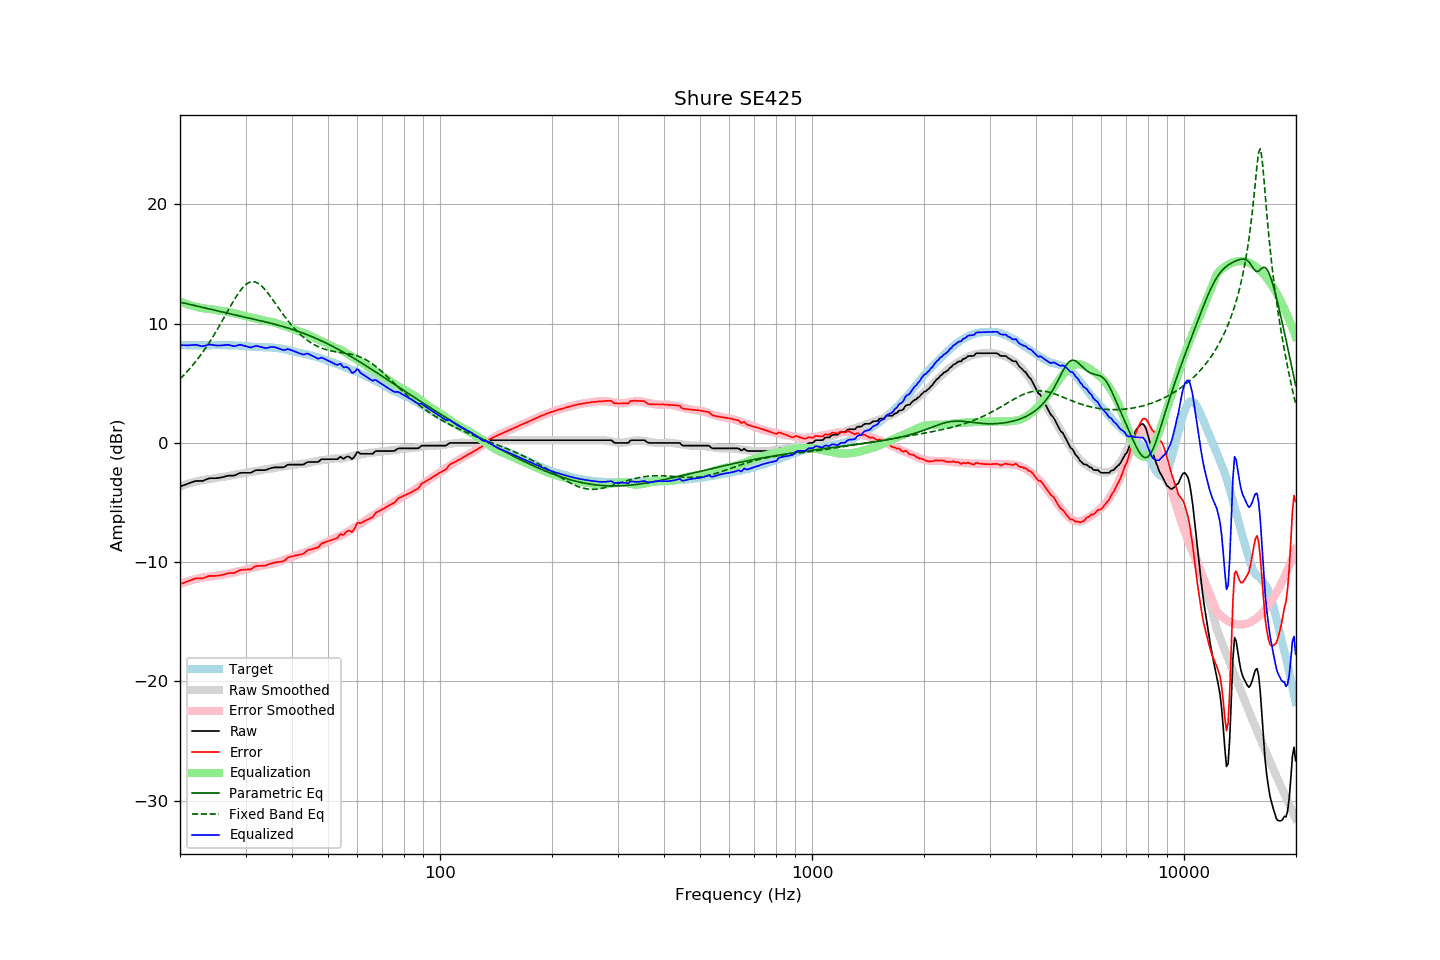 Shure SE425
Amplitude (dBr)
20
10
0
−10
−20
−30
Target
Raw Smoothed
Error Smoothed
Raw
Error
Equalization
Parametric Eq
Fixed Band Eq
Equalized
100
1000
10000
Frequency (Hz)